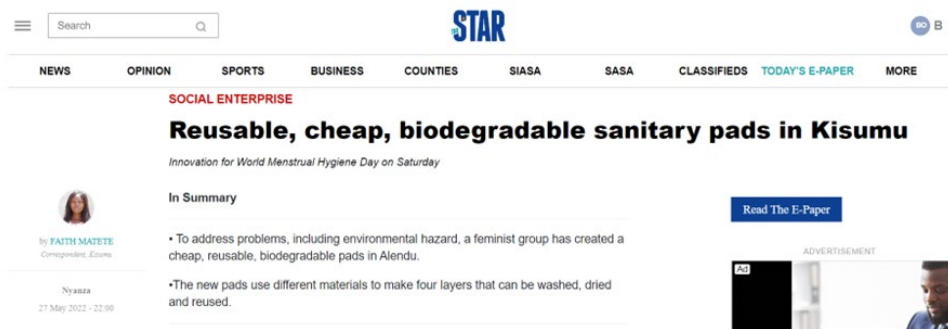 Search
THE STAR
BO B
NEWS OPINION SPORTS BUSINESS COUNTIES SIASA SASA CLASSIFIEDS TODAY'S E-PAPER MORE
SOCIAL ENTERPRISE
Reusable, cheap, biodegradable sanitary pads in Kisumu
Innovation for World Menstrual Hygiene Day on Saturday
by FAITH MATETE
Correspondent, Kisumu
Nyanza
27 May 2022 - 22:00
In Summary
• To address problems, including environmental hazard, a feminist group has created a
cheap, reusable, biodegradable pads in Alendu.
•The new pads use different materials to make four layers that can be washed, dried
and reused.
Read The E-Paper
ADVERTISEMENT
Ad